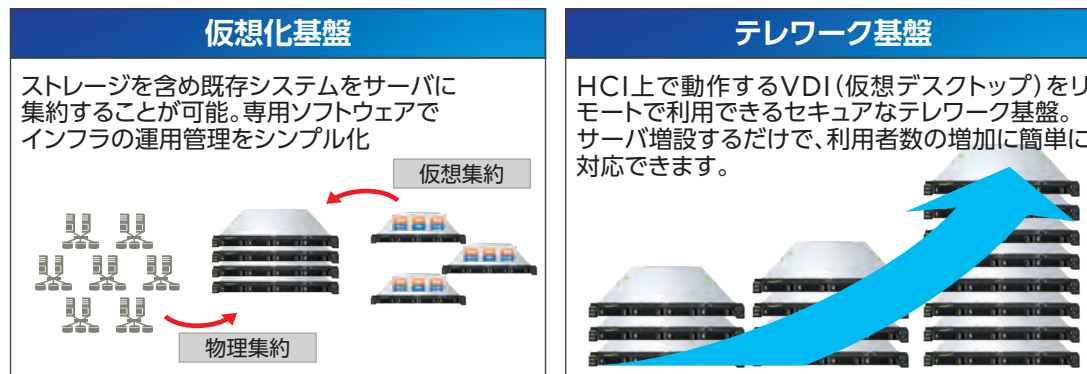 仮想化基盤
ストレージを含め既存システムをサーバに
集約することが可能。専用ソフトウェアで
インフラの運用管理をシンプル化
仮想集約
物理集約
テレワーク基盤
HCI上で動作するVDI(仮想デスクトップ)をリ
モートで利用できるセキュアなテレワーク基盤。
サーバ増設するだけで、利用者数の増加に簡単に
対応できます。